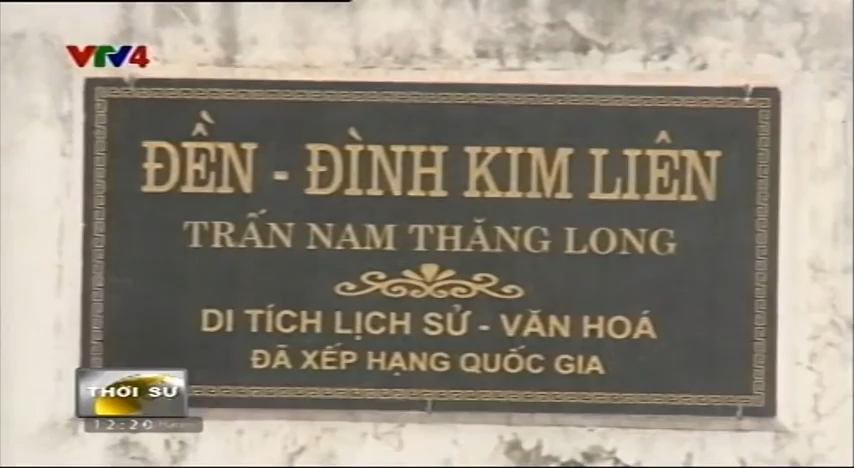 VTV4
ĐỀN - ĐÌNH KIM LIÊN
TRẤN NAM THĂNG LONG
DI TÍCH LỊCH SỬ - VĂN HOÁ
ĐÃ XẾP HẠNG QUỐC GIA
THỜI SỰ
12:20